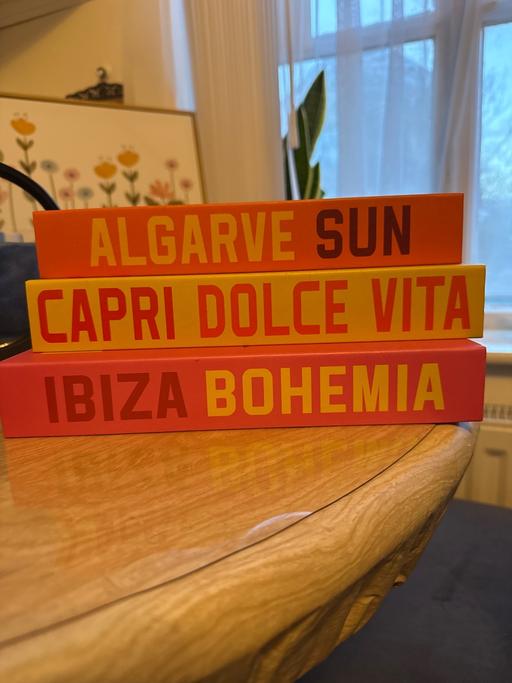 ALGARVE SUN
CAPRI DOLCE VITA
IBIZA BOHEMIA